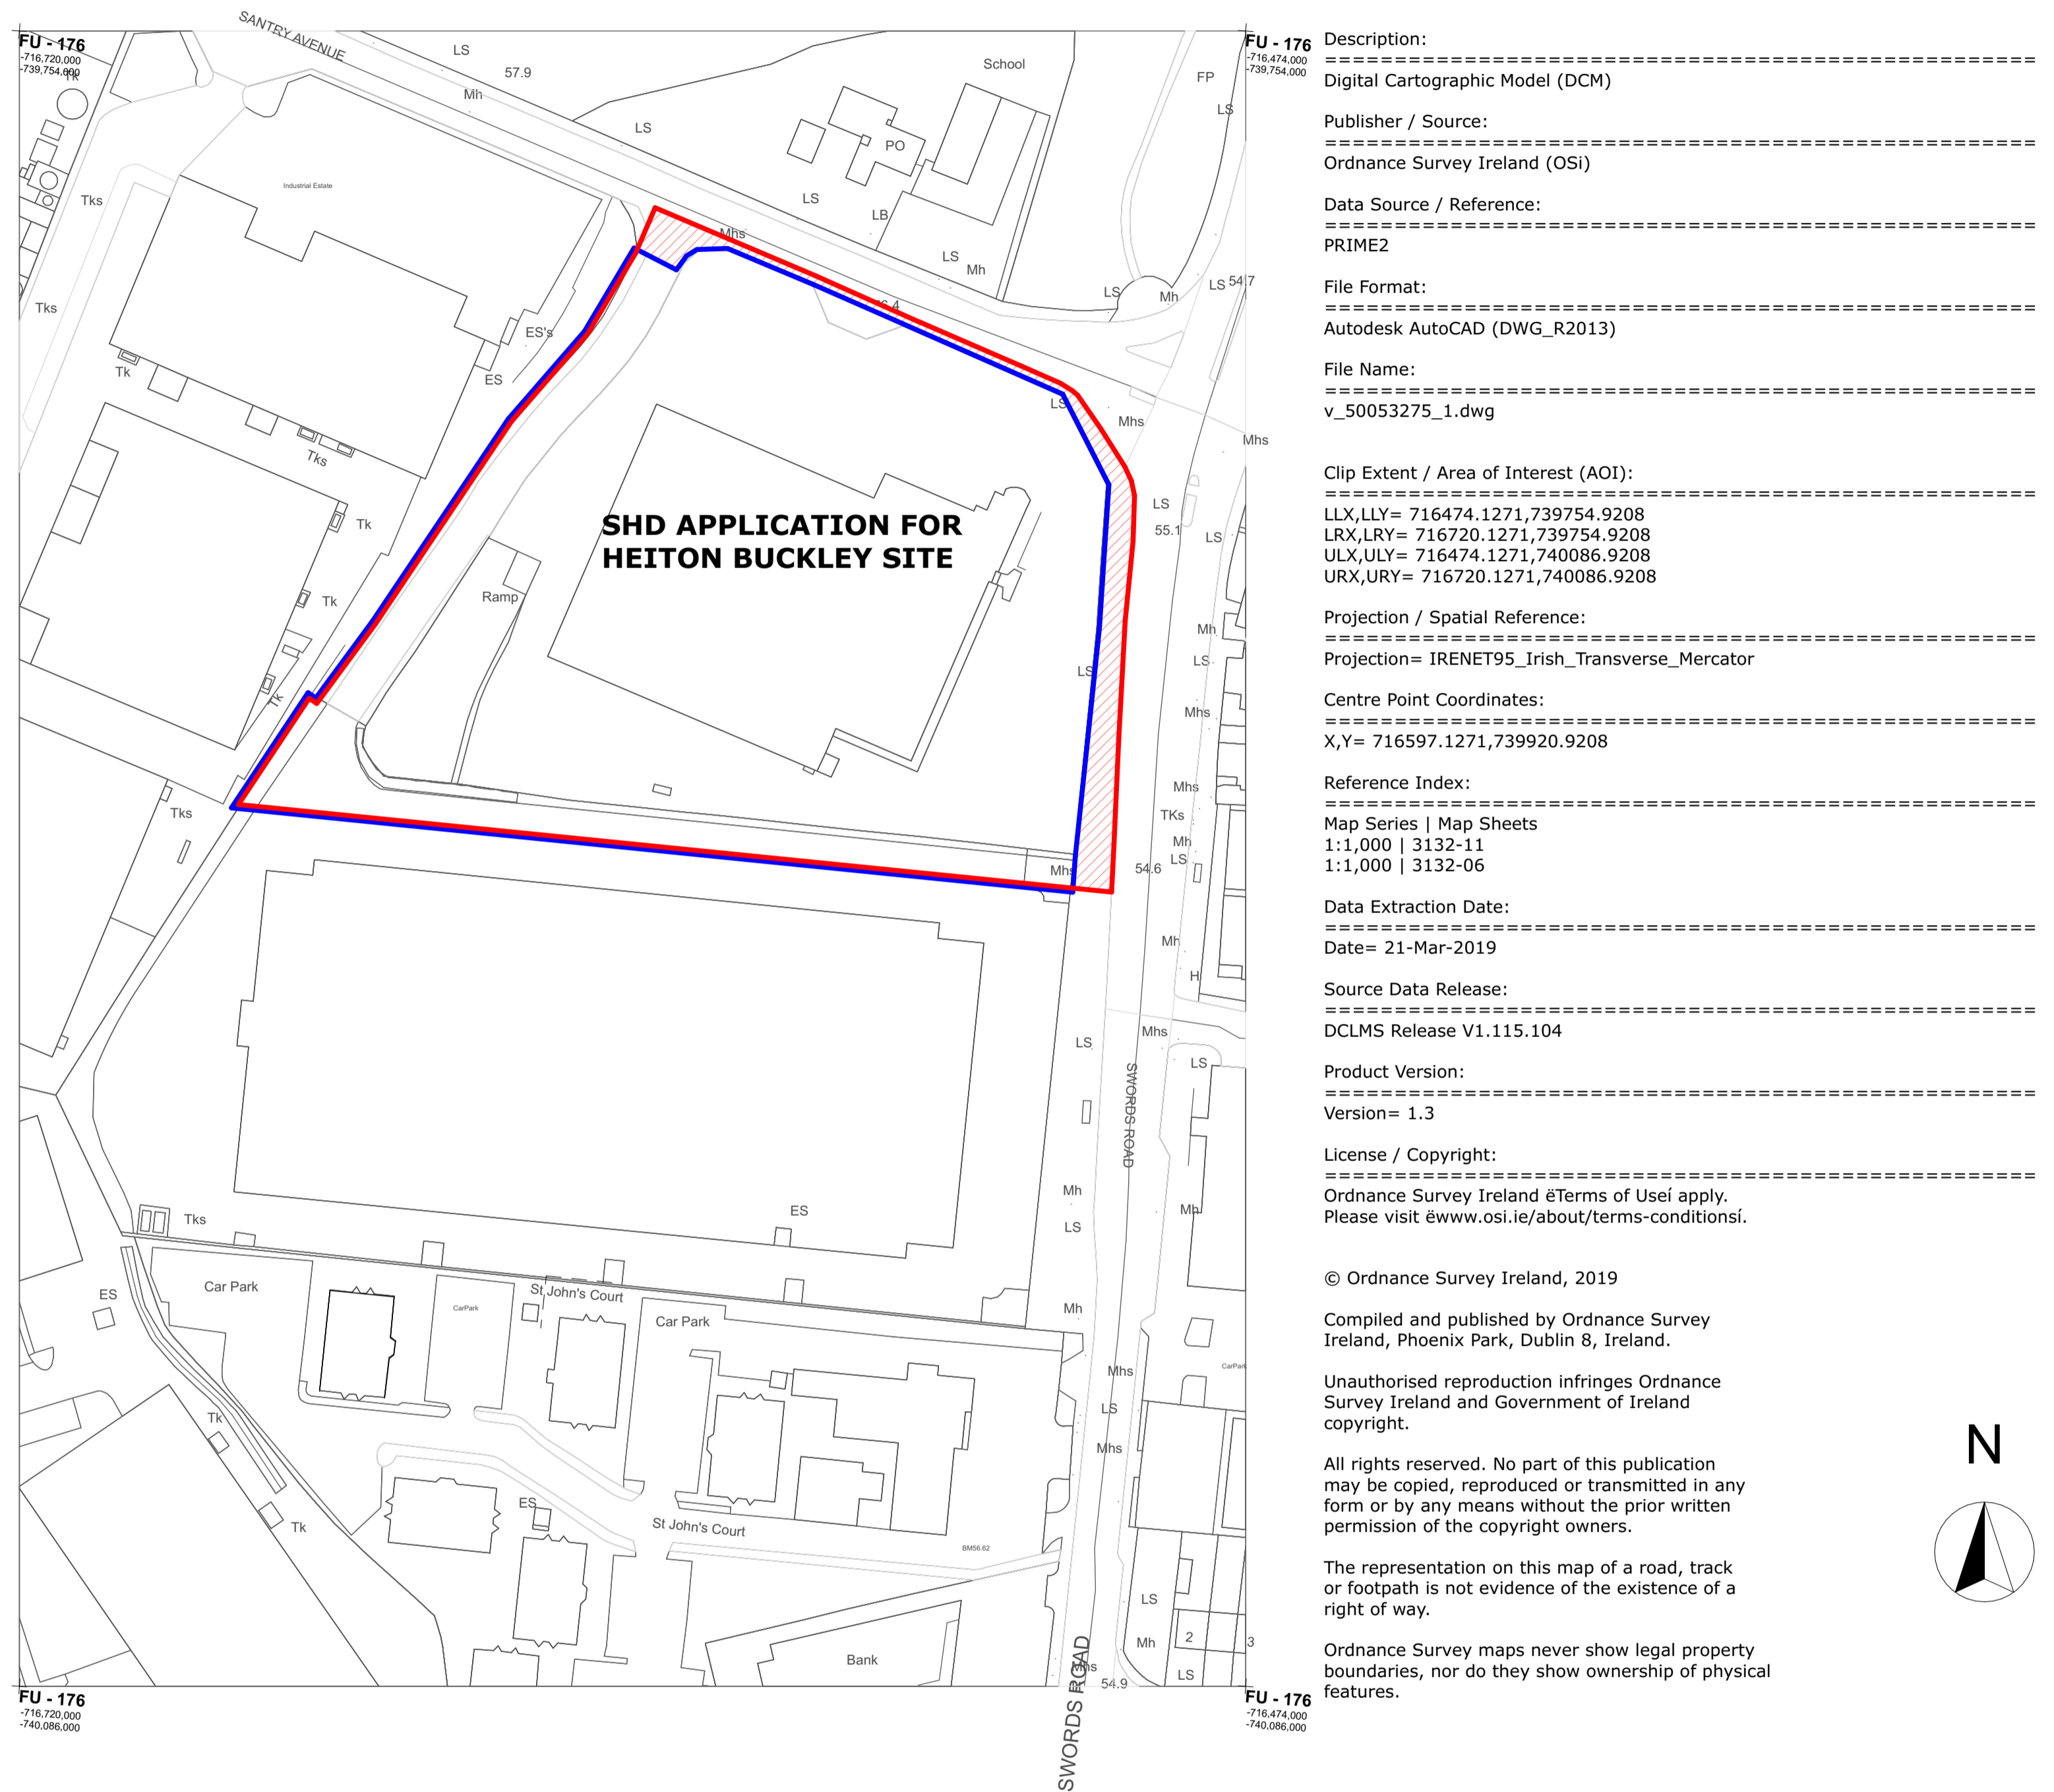 FU - 176
-716,720,000
-739,754,000
Tk
SANTRY AVENUE
LS
57.9
Mh
LS
School
FP
LS
FU - 176
-716,474,000
-739,754,000
PO
LS
LB
LS
Mh
Industrial Estate
Tks
Tks
Mhs
LS
Mh
LS
54.7
ES's
ES
Tk
Tks
LS
Mhs
Mhs
Tk
LS
55.1
LS
SHD APPLICATION FOR
HEITON BUCKLEY SITE
Ramp
Tk
Mh
LS
LS
Tk
Mhs
Tks
Mhs
TKs
Mh
LS
Mhs
54.6
Mh
H
LS
Mhs
LS
SWORDS ROAD
Mh
LS
Mh
Tks
ES
Car Park
CarPark
St John's Court
Car Park
Mh
ES
Mhs
CarPark
LS
Mhs
Tk
ES
Tk
St John's Court
BM56.62
LS
Mh
2
3
LS
Bank
Mhs
54.9
SWORDS ROAD
FU - 176
-716,720,000
-740,086,000
FU - 176
-716,474,000
-740,086,000
Description:
Digital Cartographic Model (DCM)
Publisher / Source:
Ordnance Survey Ireland (OSi)
Data Source / Reference:
PRIME2
File Format:
Autodesk AutoCAD (DWG_R2013)
File Name:
v_50053275_1.dwg
Clip Extent / Area of Interest (AOI):
LLX,LLY= 716474.1271,739754.9208
LRX,LRY= 716720.1271,739754.9208
ULX,ULY= 716474.1271,740086.9208
URX,URY= 716720.1271,740086.9208
Projection / Spatial Reference:
Projection= IRENET95_Irish_Transverse_Mercator
Centre Point Coordinates:
X,Y= 716597.1271,739920.9208
Reference Index:
Map Series | Map Sheets
1:1,000 | 3132-11
1:1,000 | 3132-06
Data Extraction Date:
Date= 21-Mar-2019
Source Data Release:
DCLMS Release V1.115.104
Product Version:
Version= 1.3
License / Copyright:
Ordnance Survey Ireland ëTerms of Useí apply.
Please visit ëwww.osi.ie/about/terms-conditionsí.
© Ordnance Survey Ireland, 2019
Compiled and published by Ordnance Survey
Ireland, Phoenix Park, Dublin 8, Ireland.
Unauthorised reproduction infringes Ordnance
Survey Ireland and Government of Ireland
copyright.
All rights reserved. No part of this publication
may be copied, reproduced or transmitted in any
form or by any means without the prior written
permission of the copyright owners.
The representation on this map of a road, track
or footpath is not evidence of the existence of a
right of way.
Ordnance Survey maps never show legal property
boundaries, nor do they show ownership of physical
features.
N